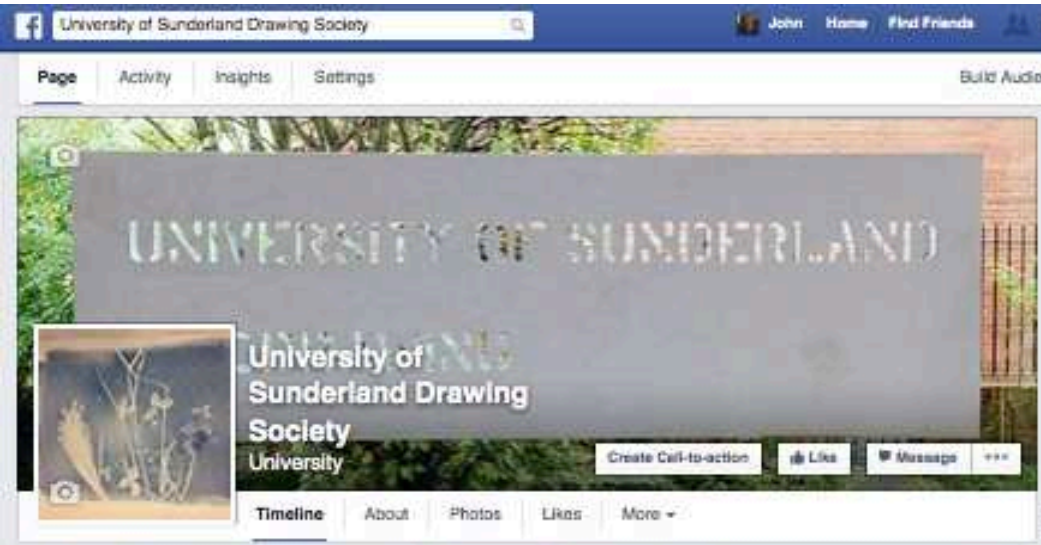 University of Sunderland Drawing Society
John Home Find Friends
Page Activity Insights Settings
Build Audie
UNIVERSITY OF SUNDERLAND
University of
Sunderland Drawing
Society
University
Create Call-to-action Like Message
Timeline About Photos Likes More